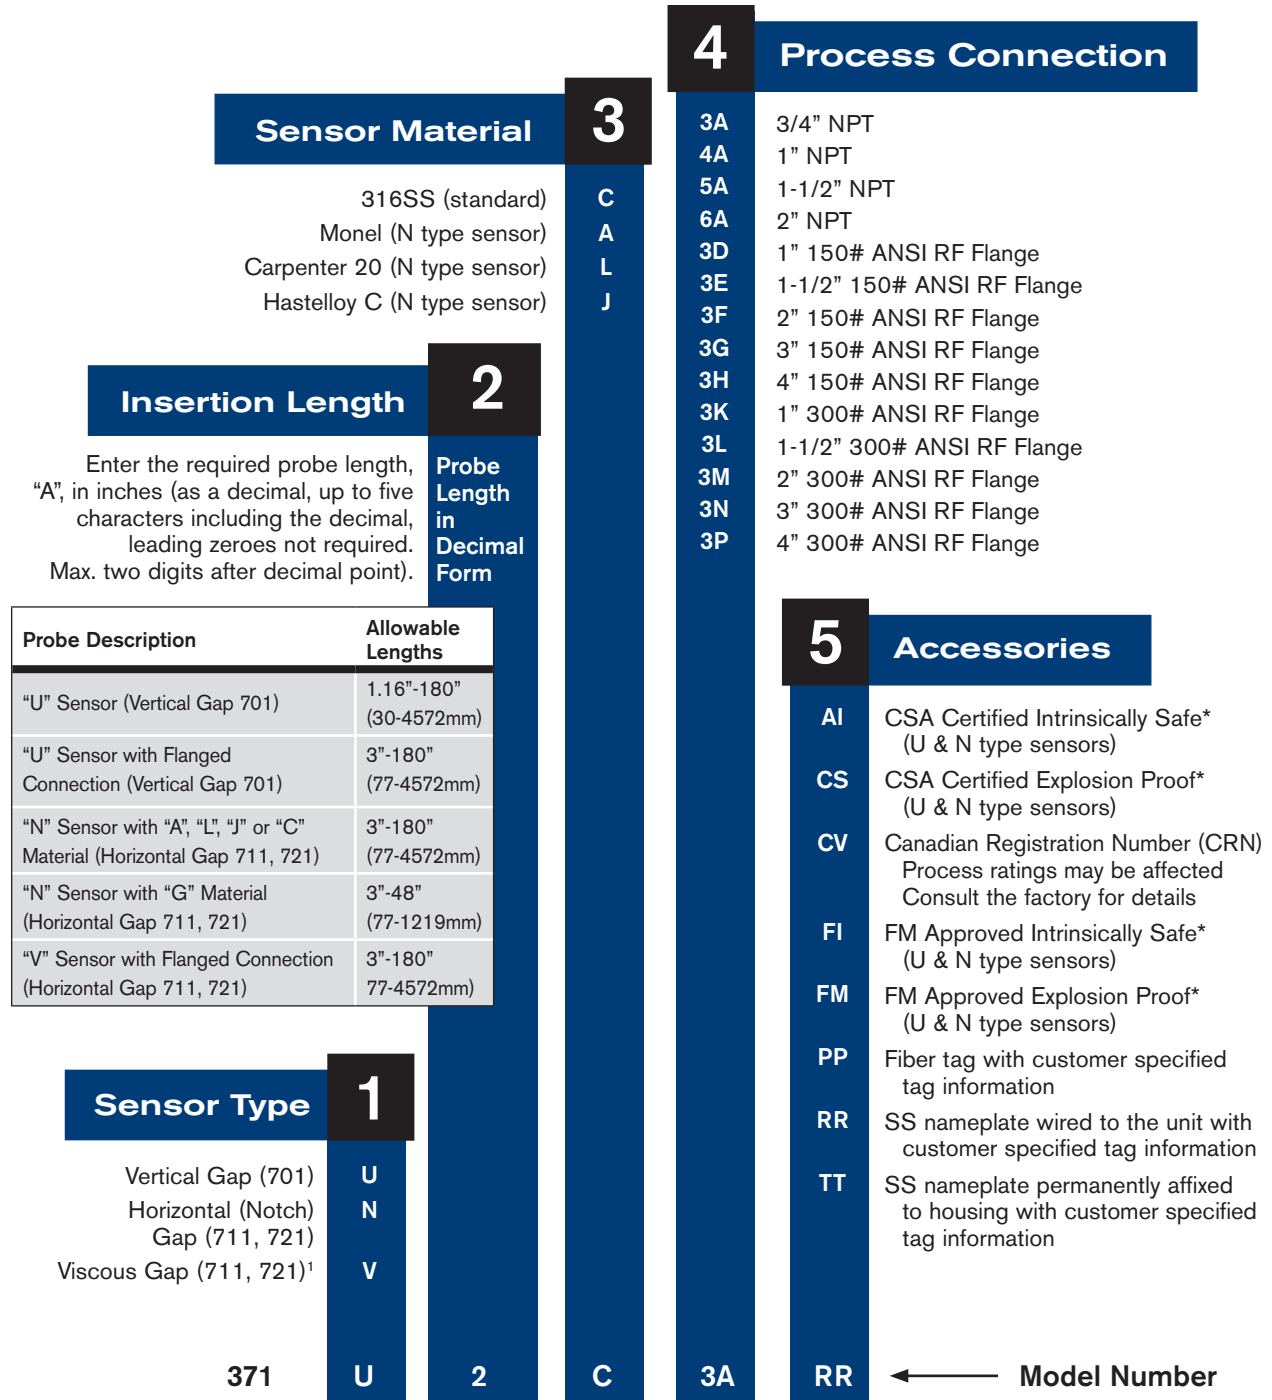 4
Process Connection
3A 3/4” NPT
4A 1” NPT
5A 1-1/2” NPT
6A 2” NPT
3D 1” 150# ANSI RF Flange
3E 1-1/2” 150# ANSI RF Flange
3F 2” 150# ANSI RF Flange
3G 3” 150# ANSI RF Flange
3H 4” 150# ANSI RF Flange
3K 1” 300# ANSI RF Flange
3L 1-1/2” 300# ANSI RF Flange
3M 2” 300# ANSI RF Flange
3N 3” 300# ANSI RF Flange
3P 4” 300# ANSI RF Flange
Sensor Material
3
316SS (standard) C
Monel (N type sensor) A
Carpenter 20 (N type sensor) L
Hastelloy C (N type sensor) J
Insertion Length
2
Enter the required probe length,
“A”, in inches (as a decimal, up to five
characters including the decimal,
leading zeroes not required.
Max. two digits after decimal point).
Probe
Length
in
Decimal
Form
Probe Description
Allowable
Lengths
“U” Sensor (Vertical Gap 701)
1.16”-180”
(30-4572mm)
“U” Sensor with Flanged
Connection (Vertical Gap 701)
3”-180”
(77-4572mm)
“N” Sensor with “A”, “L”, “J” or “C”
Material (Horizontal Gap 711, 721)
3”-180”
(77-4572mm)
“N” Sensor with “G” Material
(Horizontal Gap 711, 721)
3”-48”
(77-1219mm)
“V” Sensor with Flanged Connection
(Horizontal Gap 711, 721)
3”-180”
77-4572mm)
5
Accessories
AI CSA Certified Intrinsically Safe*
(U & N type sensors)
CS CSA Certified Explosion Proof*
(U & N type sensors)
CV Canadian Registration Number (CRN)
Process ratings may be affected
Consult the factory for details
FI FM Approved Intrinsically Safe*
(U & N type sensors)
FM FM Approved Explosion Proof*
(U & N type sensors)
PP Fiber tag with customer specified
tag information
RR SS nameplate wired to the unit with
customer specified tag information
TT SS nameplate permanently affixed
to housing with customer specified
tag information
Sensor Type
1
Vertical Gap (701) U
Horizontal (Notch) N
Gap (711, 721)
Viscous Gap (711, 721)¹ V
371 U 2 C 3A RR Model Number